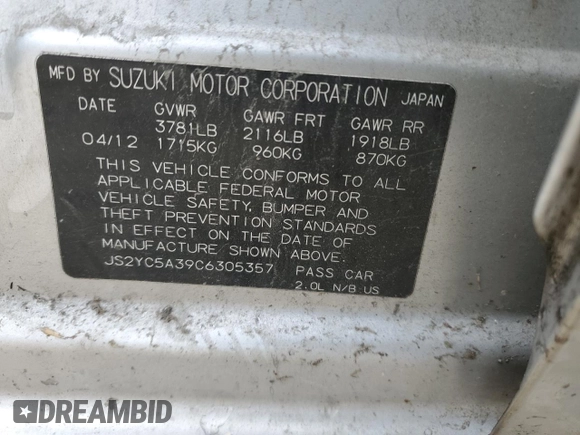 MFD BY SUZUKI MOTOR CORPORATION JAPAN
DATE GVWR GAWR FRT GAWR RR
3781LB 2116LB 1918LB
04/12 1715KG 960KG 870KG
THIS VEHICLE CONFORMS TO ALL
APPLICABLE FEDERAL MOTOR
VEHICLE SAFETY, BUMPER AND
THEFT PREVENTION STANDARDS
IN EFFECT ON THE DATE OF
MANUFACTURE SHOWN ABOVE.
JS2YC5A39C6305357 PASS CAR
2.0L N/B US
DREAMBID